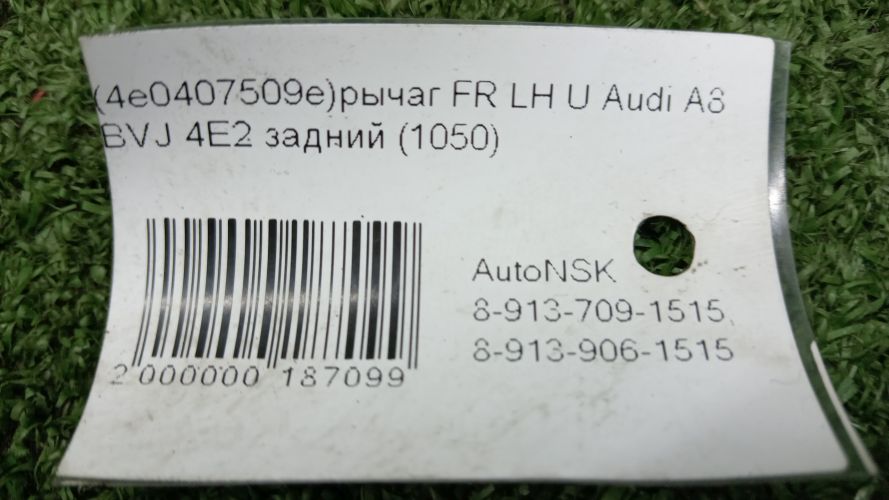 (4e0407509e)рычаг FR LH U Audi A8
BVJ 4E2 задний (1050)
AutoNSK
8-913-709-1515,
8-913-906-1515
2 000000 187099